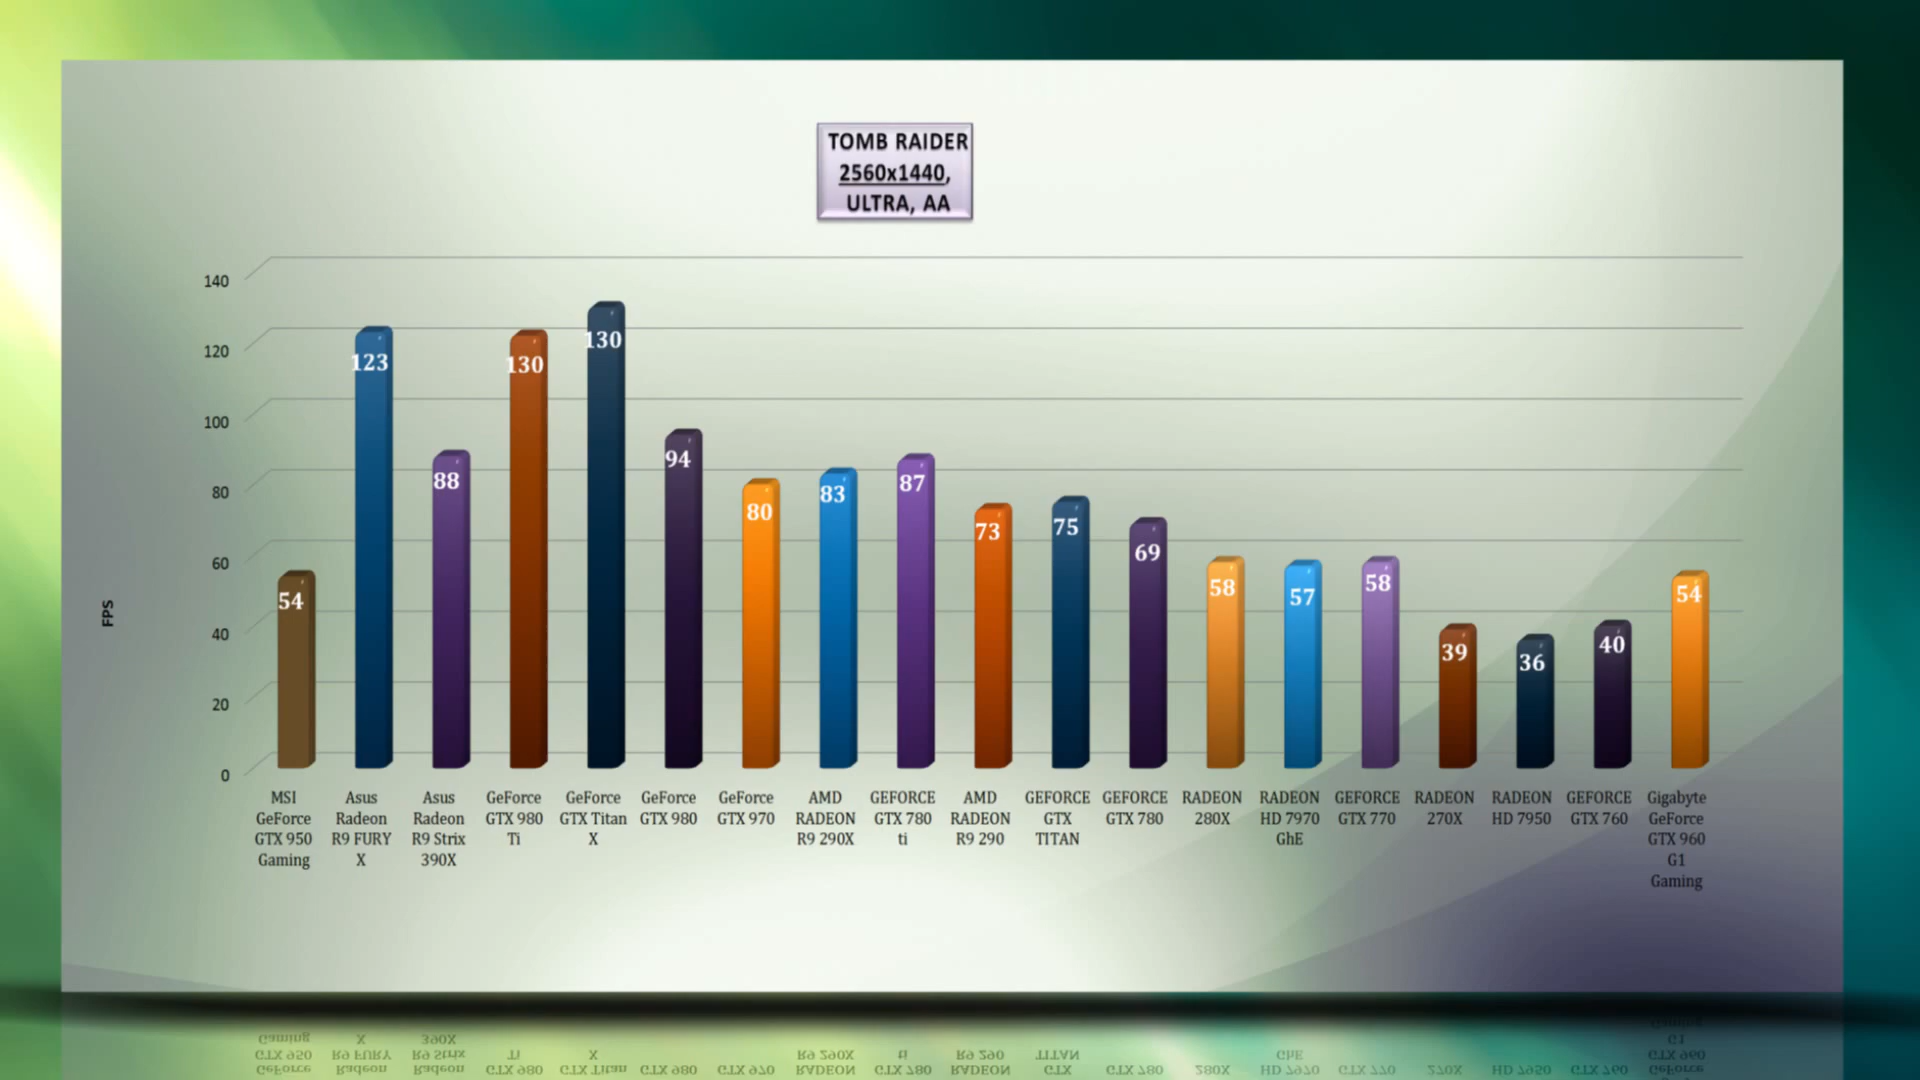 TOMB RAIDER
2560x1440,
ULTRA, AA
140
120
100
80
60
40
20
0
FPS
54
123
88
130
130
94
80
83
87
73
75
69
58
57
58
39
36
40
54
MSI
GeForce
GTX 950
Gaming
Asus
Radeon
R9 FURY
X
Asus
Radeon
R9 Strix
390X
GeForce
GTX 980
Ti
GeForce
GTX Titan
X
GeForce
GTX 980
GeForce
GTX 970
AMD
RADEON
R9 290X
GEFORCE
GTX 780
ti
AMD
RADEON
R9 290
GEFORCE
GTX
TITAN
GEFORCE
GTX 780
RADEON
280X
RADEON
HD 7970
GhE
GEFORCE
GTX 770
RADEON
270X
RADEON
HD 7950
GEFORCE
GTX 760
Gigabyte
GeForce
GTX 960
G1
Gaming